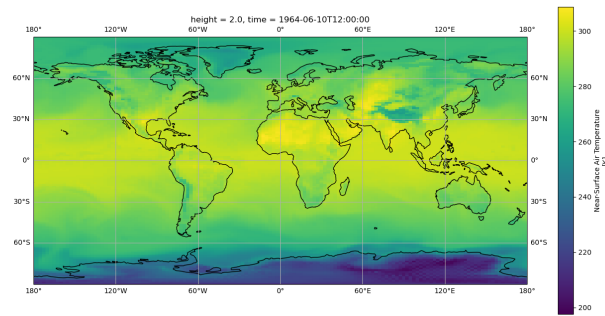 height = 2.0, time = 1964-06-10T12:00:00
180° 120°W 60°W 0° 60°E 120°E 180°
60°N 60°N
30°N 30°N
0° 0°
30°S 30°S
60°S 60°S
180° 120°W 60°W 0° 60°E 120°E 180°
300
280
260
240
220
200
Near-Surface Air Temperature